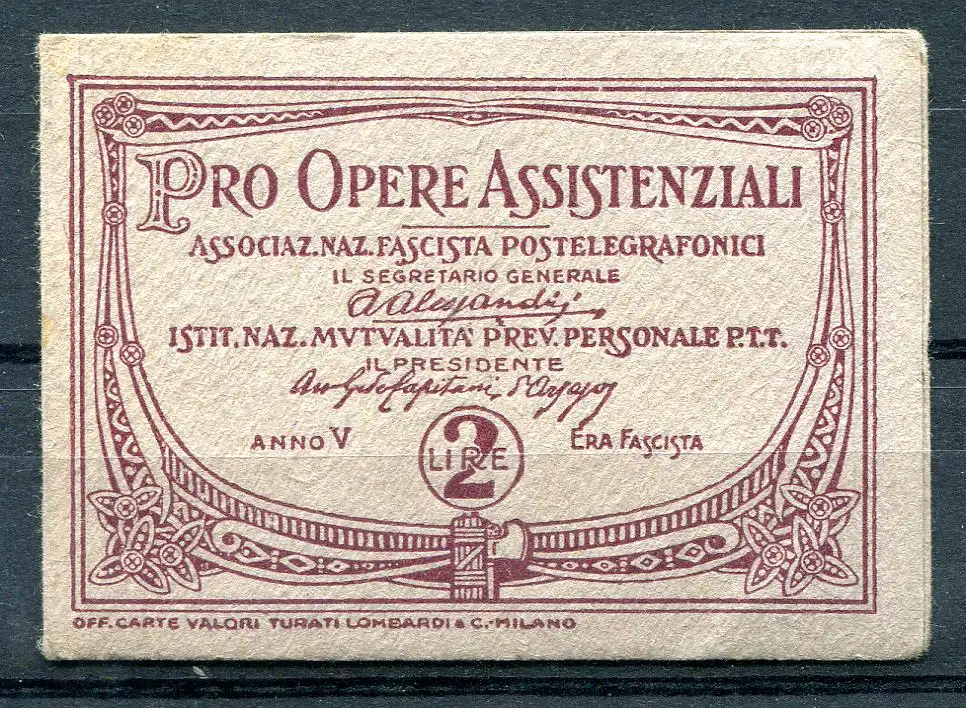 PRO OPERE ASSISTENZIALI
ASSOCIAZ. NAZ. FASCISTA POSTELEGRAFONICI
IL SEGRETARIO GENERALE
ISTIT. NAZ. MVTVALITÀ PREV. PERSONALE P.T.T.
IL PRESIDENTE
ANNO V
2 LIRE
ERA FASCISTA
OFF. CARTE VALORI TURATI LOMBARDI & C. - MILANO